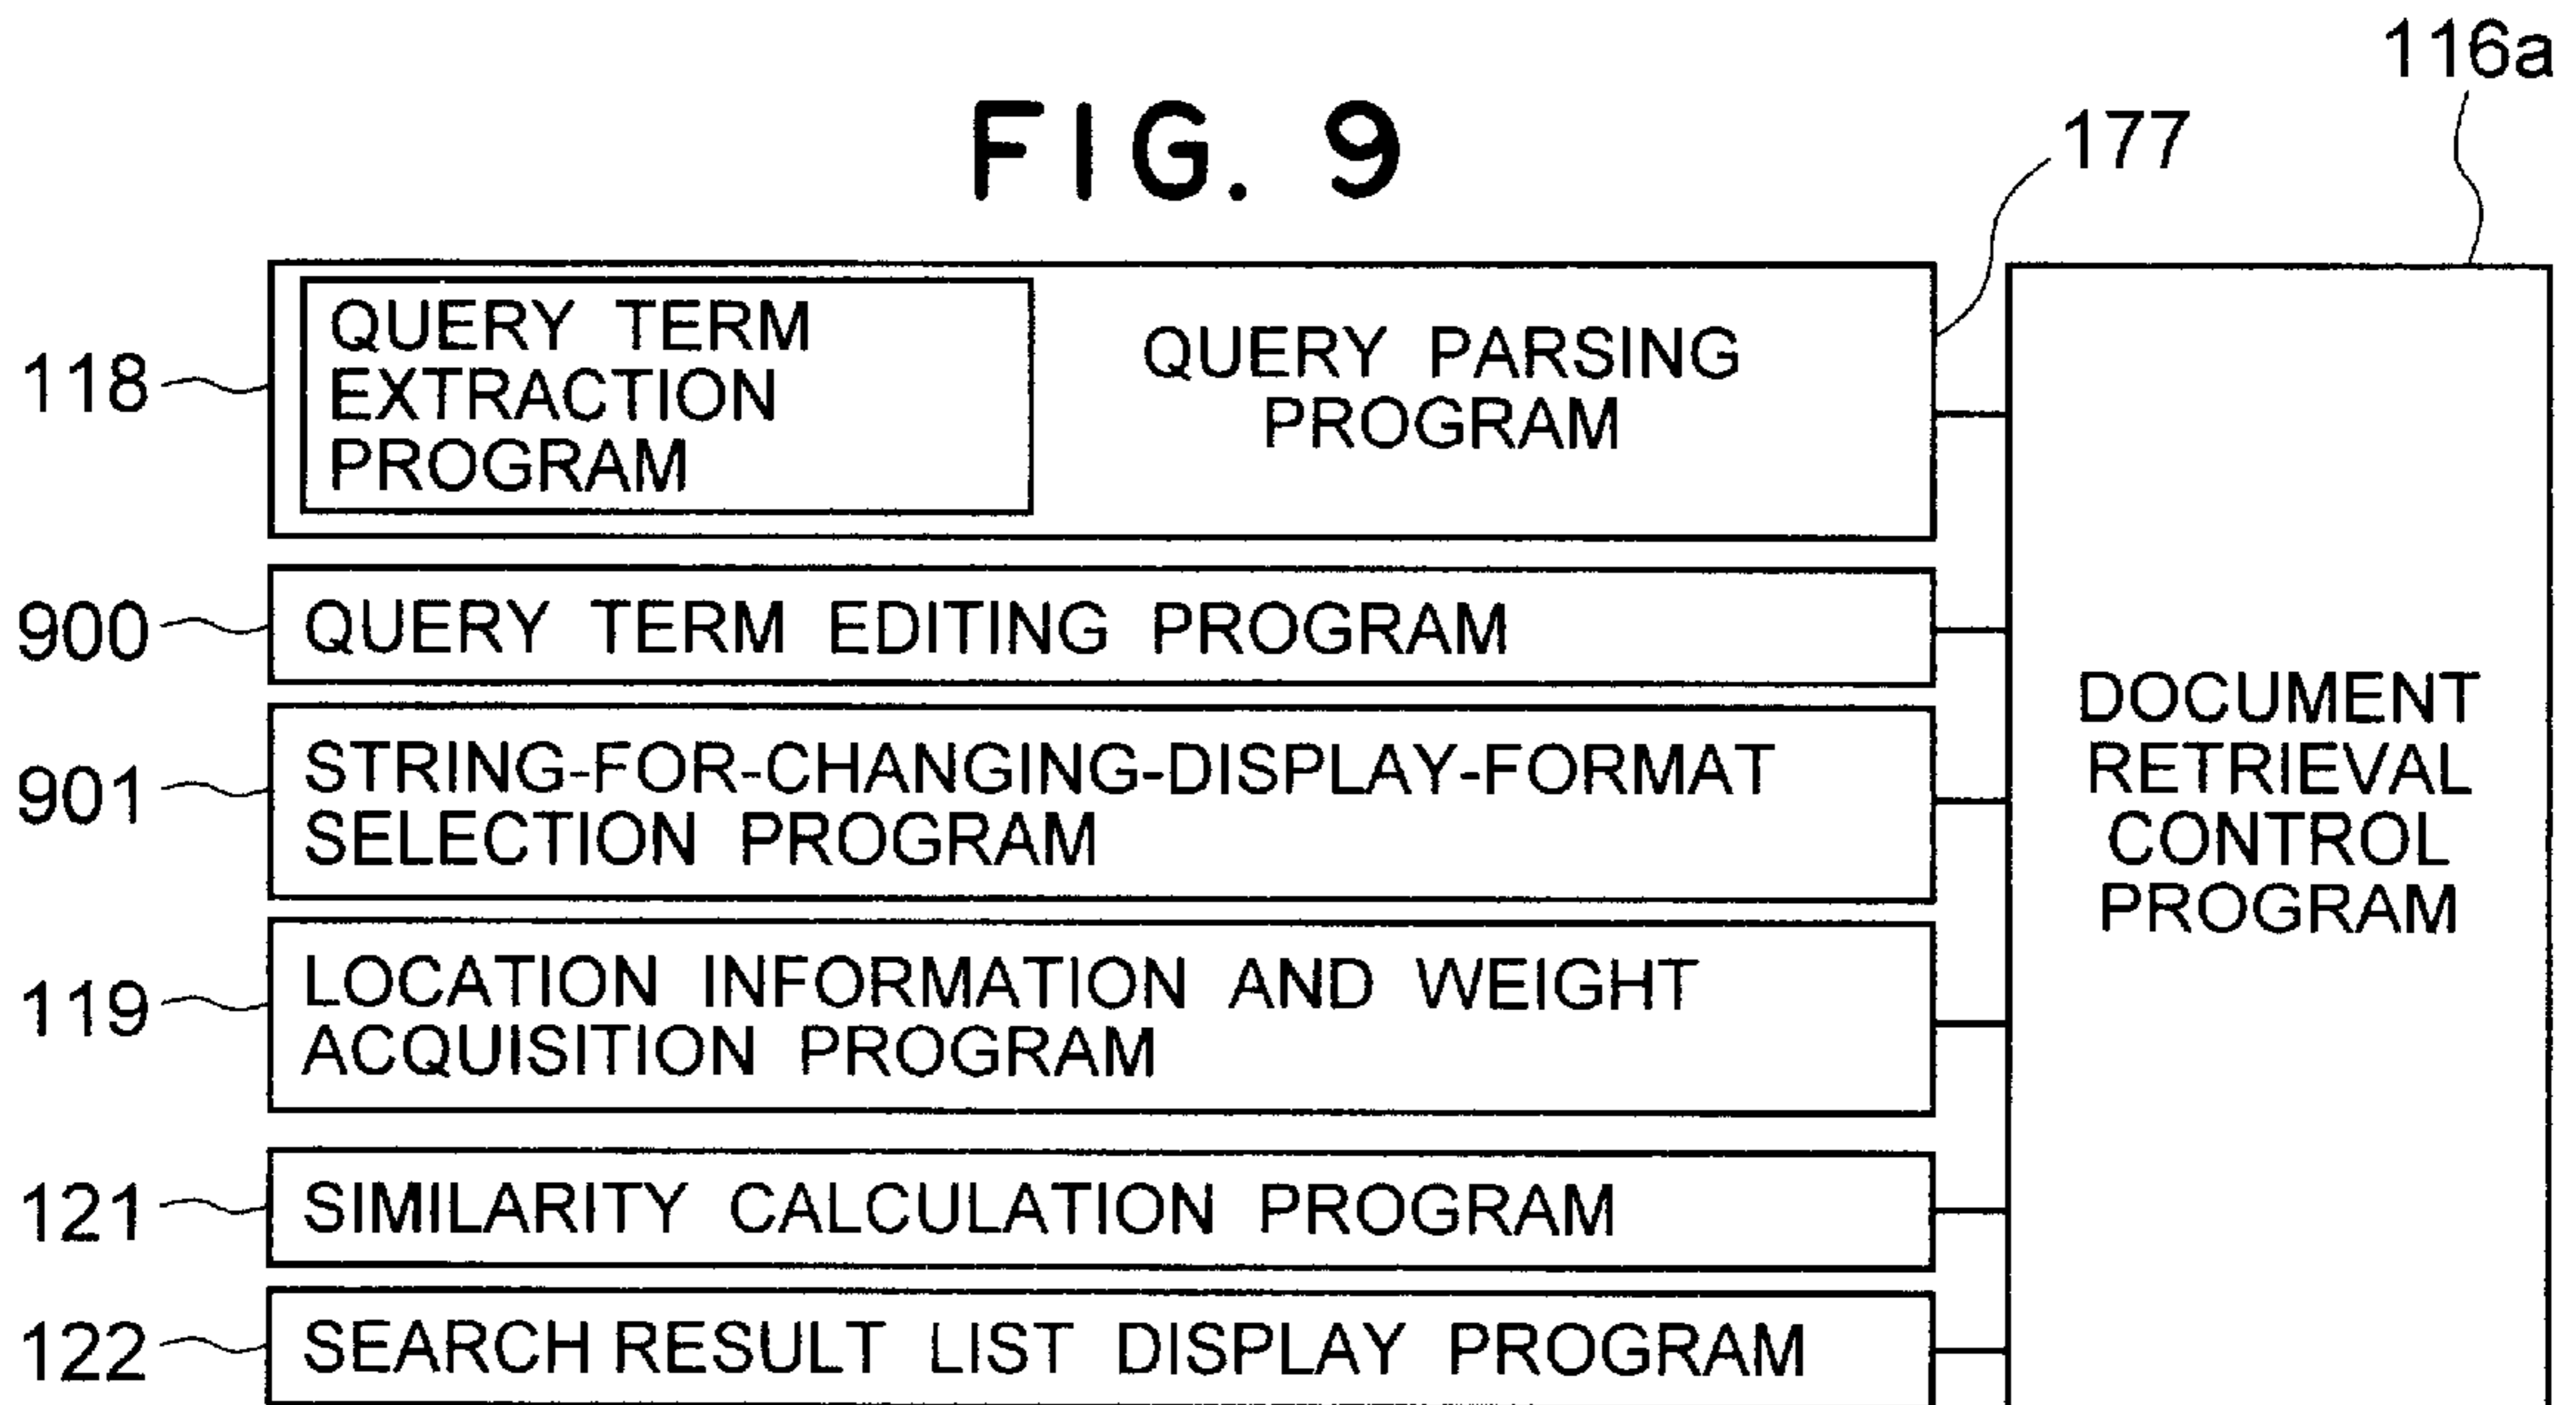 116a
FIG. 9
177
118
QUERY TERM
EXTRACTION
PROGRAM
QUERY PARSING
PROGRAM
900
QUERY TERM EDITING PROGRAM
901
STRING-FOR-CHANGING-DISPLAY-FORMAT
SELECTION PROGRAM
119
LOCATION INFORMATION AND WEIGHT
ACQUISITION PROGRAM
121
SIMILARITY CALCULATION PROGRAM
122
SEARCH RESULT LIST DISPLAY PROGRAM
DOCUMENT
RETRIEVAL
CONTROL
PROGRAM